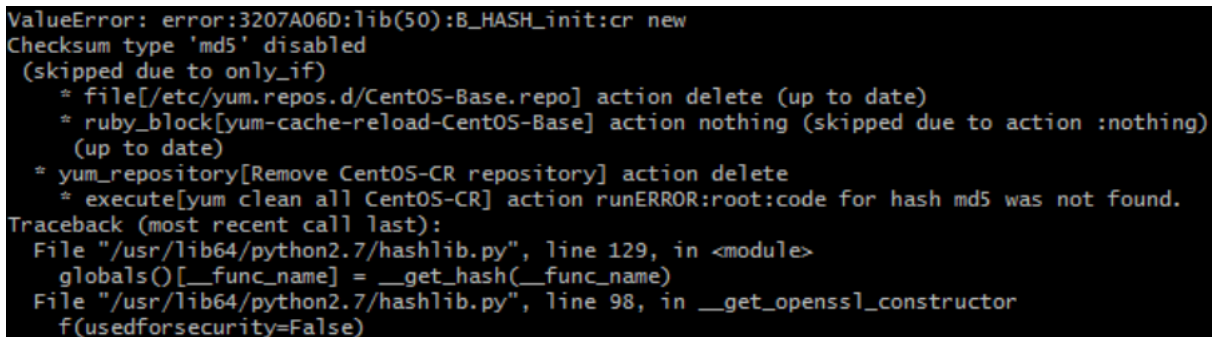 ValueError: error:3207A06D:lib(50):B_HASH_init:cr new
Checksum type 'md5' disabled
(skipped due to only_if)
* file[/etc/yum.repos.d/CentOS-Base.repo] action delete (up to date)
* ruby_block[yum-cache-reload-CentOS-Base] action nothing (skipped due to action :nothing)
(up to date)
* yum_repository[Remove CentOS-CR repository] action delete
* execute[yum clean all CentOS-CR] action runERROR:root:code for hash md5 was not found.
Traceback (most recent call last):
File "/usr/lib64/python2.7/hashlib.py", line 129, in <module>
globals()[__func_name] = __get_hash(__func_name)
File "/usr/lib64/python2.7/hashlib.py", line 98, in __get_openssl_constructor
f(usedforsecurity=False)